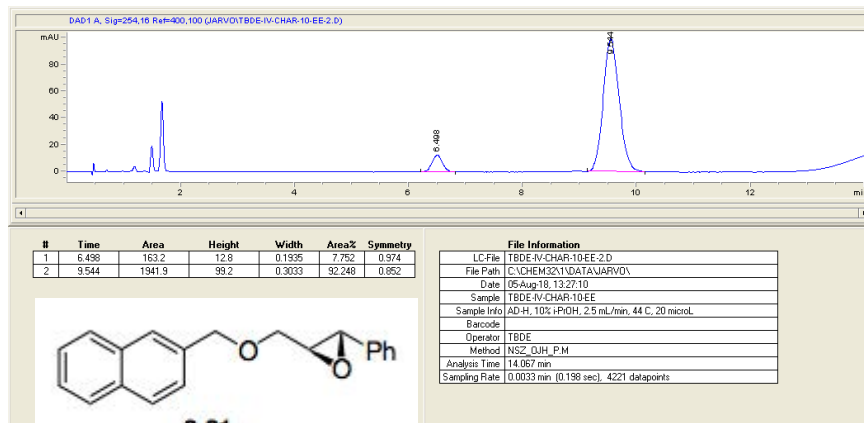 DAD1 A, Sig=254,16 Ref=400,100 (JARVO\TBDE-IV-CHAR-10-EE-2.D)
mAU
80
60
40
20
0
6.498
9.544
2 4 6 8 10 12 min
# Time Area Height Width Area% Symmetry
1 6.498 163.2 12.8 0.1935 7.752 0.974
2 9.544 1941.9 99.2 0.3033 92.248 0.852
O Ph
O
File Information
LC-File TBDE-IV-CHAR-10-EE-2.D
File Path C:\CHEM32\1\DATA\JARVO\
Date 05-Aug-18, 13:27:10
Sample TBDE-IV-CHAR-10-EE
Sample Info AD-H, 10% i-PrOH, 2.5 mL/min, 44 C, 20 microL
Barcode
Operator TBDE
Method NSZ_OJH_P.M
Analysis Time 14.067 min
Sampling Rate 0.0033 min (0.198 sec), 4221 datapoints